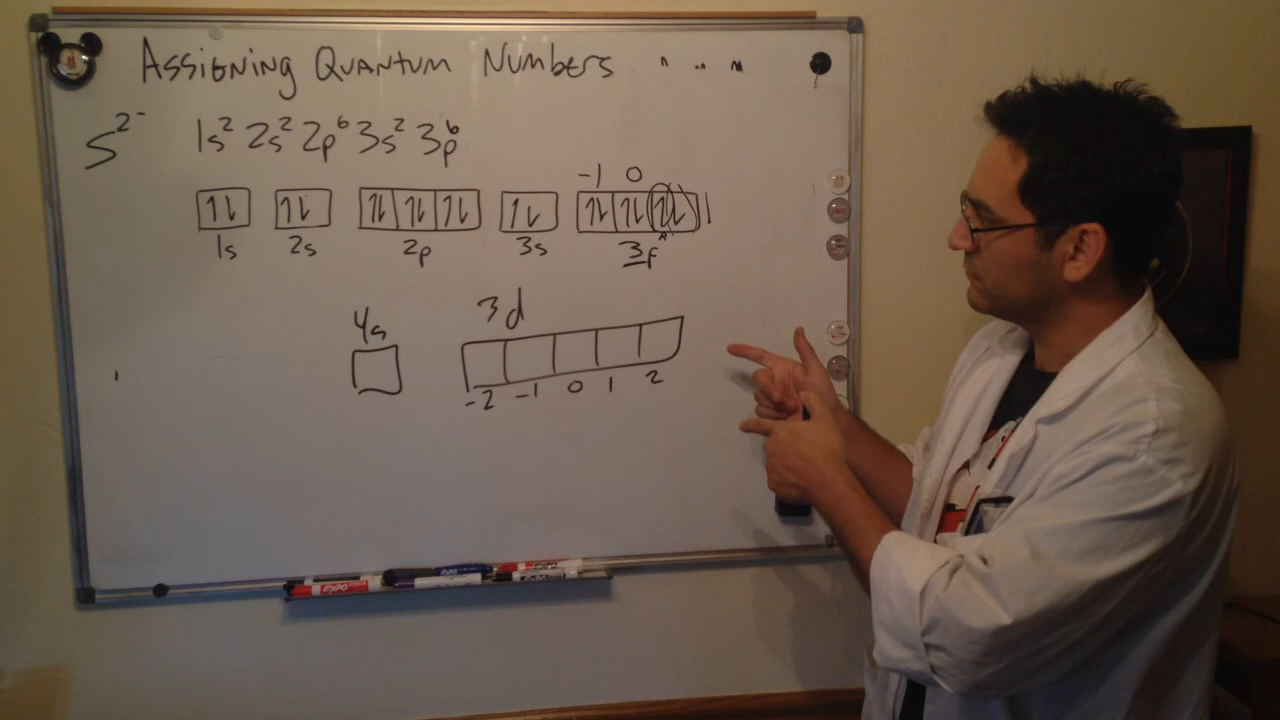 Assigning Quantum Numbers
S²⁻ 1s² 2s² 2p⁶ 3s² 3p⁶
-1 0
1s 2s 2p 3s 3p
4s 3d
-2 -1 0 1 2
EXPO